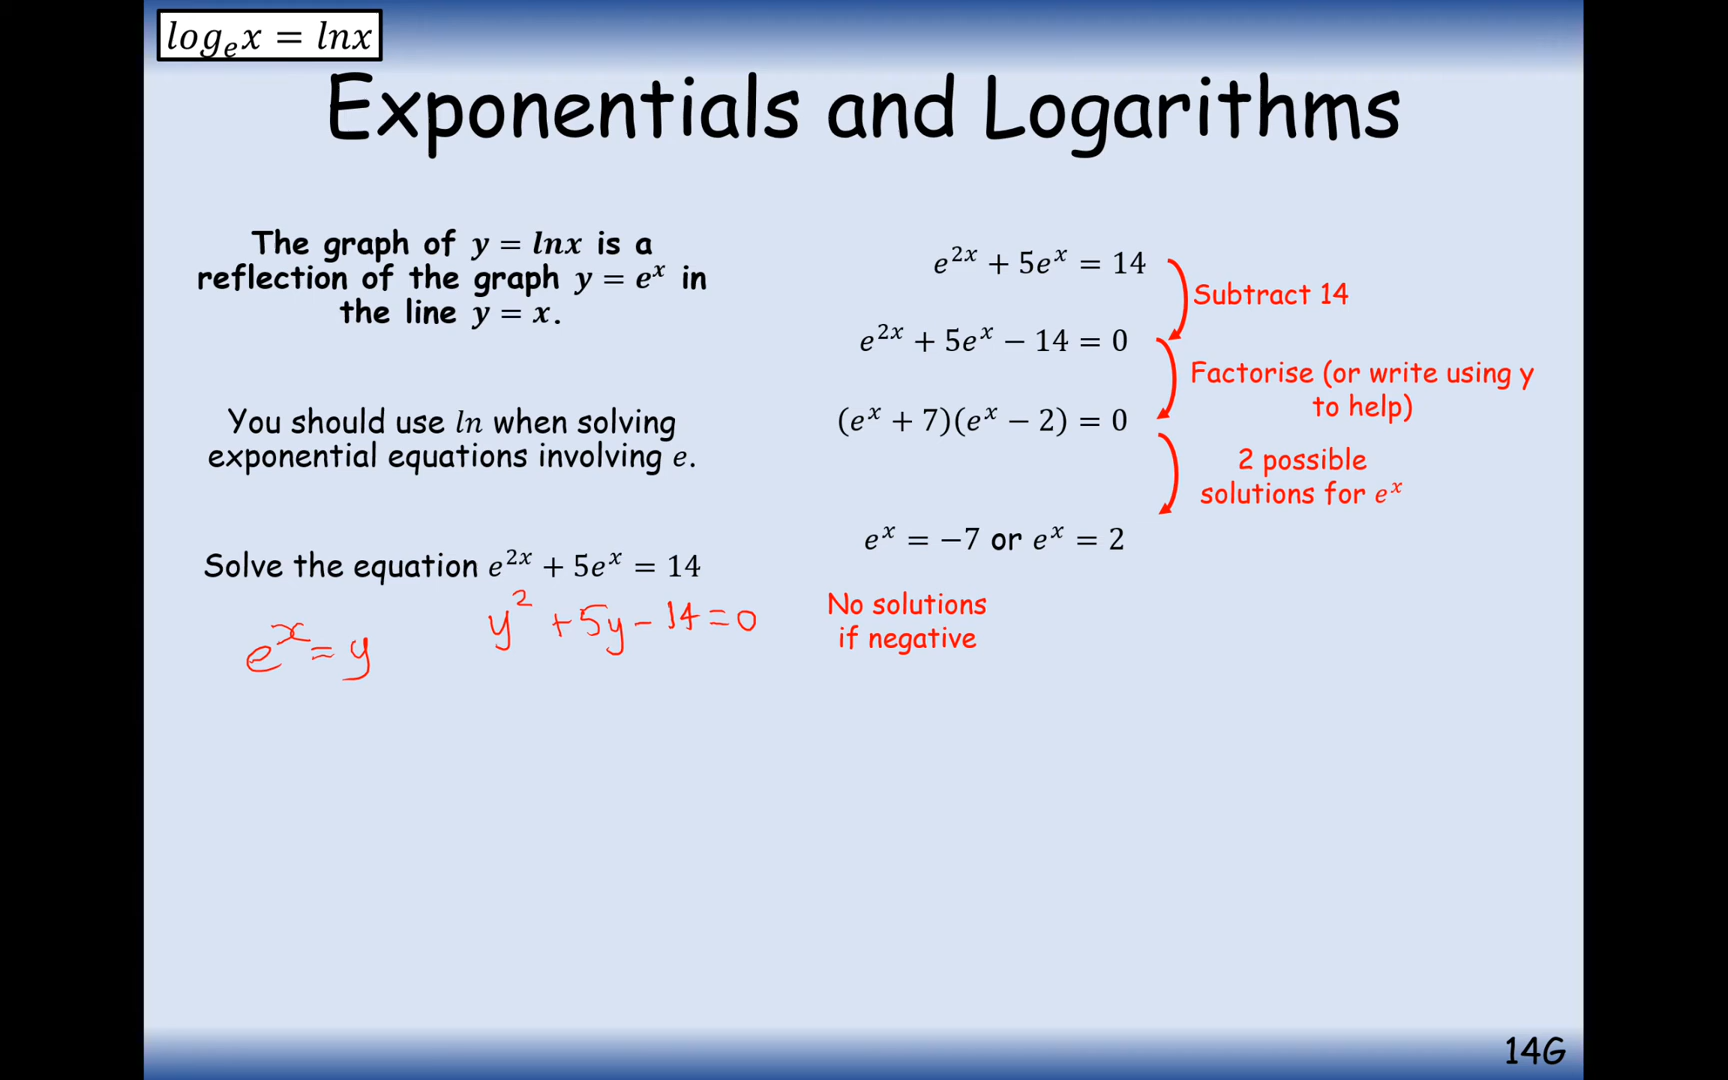 logₑx = lnx
Exponentials and Logarithms
The graph of y = lnx is a
reflection of the graph y = eˣ in
the line y = x.
You should use ln when solving
exponential equations involving e.
Solve the equation e²ˣ + 5eˣ = 14
eˣ = y
y² + 5y - 14 = 0
e²ˣ + 5eˣ = 14
Subtract 14
e²ˣ + 5eˣ − 14 = 0
Factorise (or write using y
to help)
(eˣ + 7)(eˣ − 2) = 0
2 possible
solutions for eˣ
eˣ = −7 or eˣ = 2
No solutions
if negative
14G